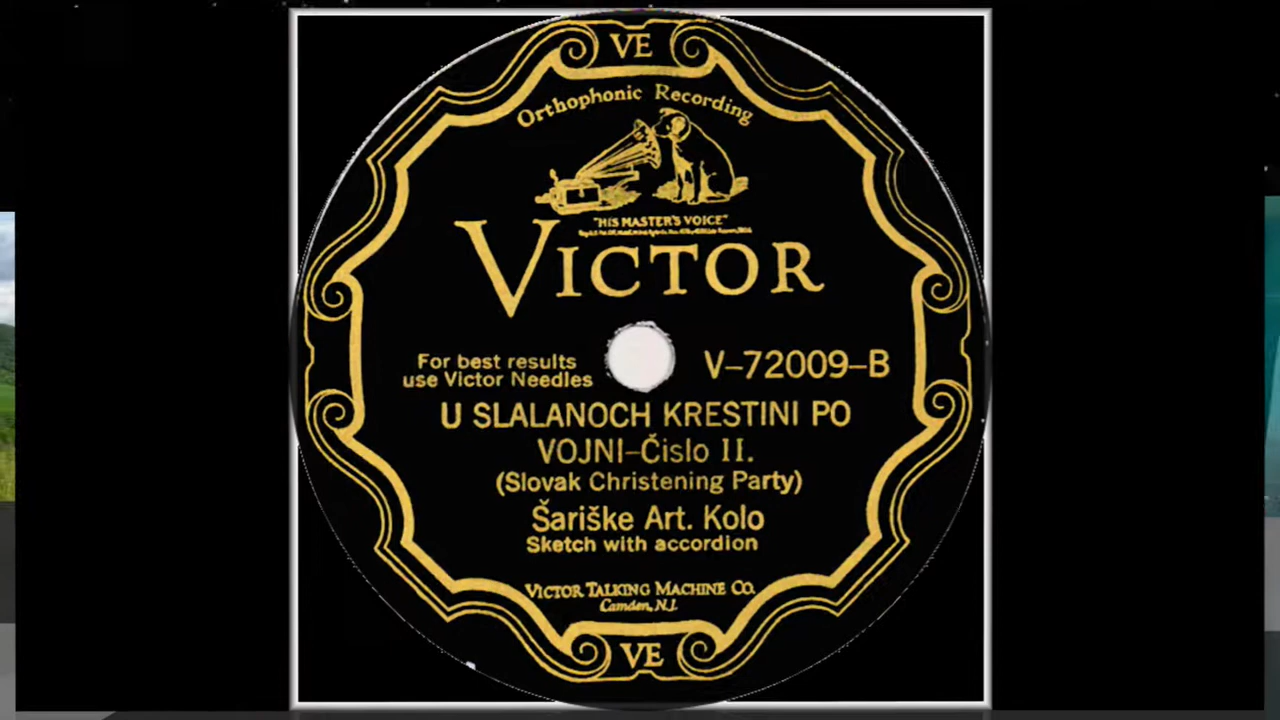 VE
Orthophonic Recording
"HIS MASTER'S VOICE"
VICTOR
For best results
use Victor Needles
V-72009-B
U SLALANOCH KRESTINI PO
VOJNI-Čislo II.
(Slovak Christening Party)
Šariške Art. Kolo
Sketch with accordion
VICTOR TALKING MACHINE CO.
Camden, N.J.
VE